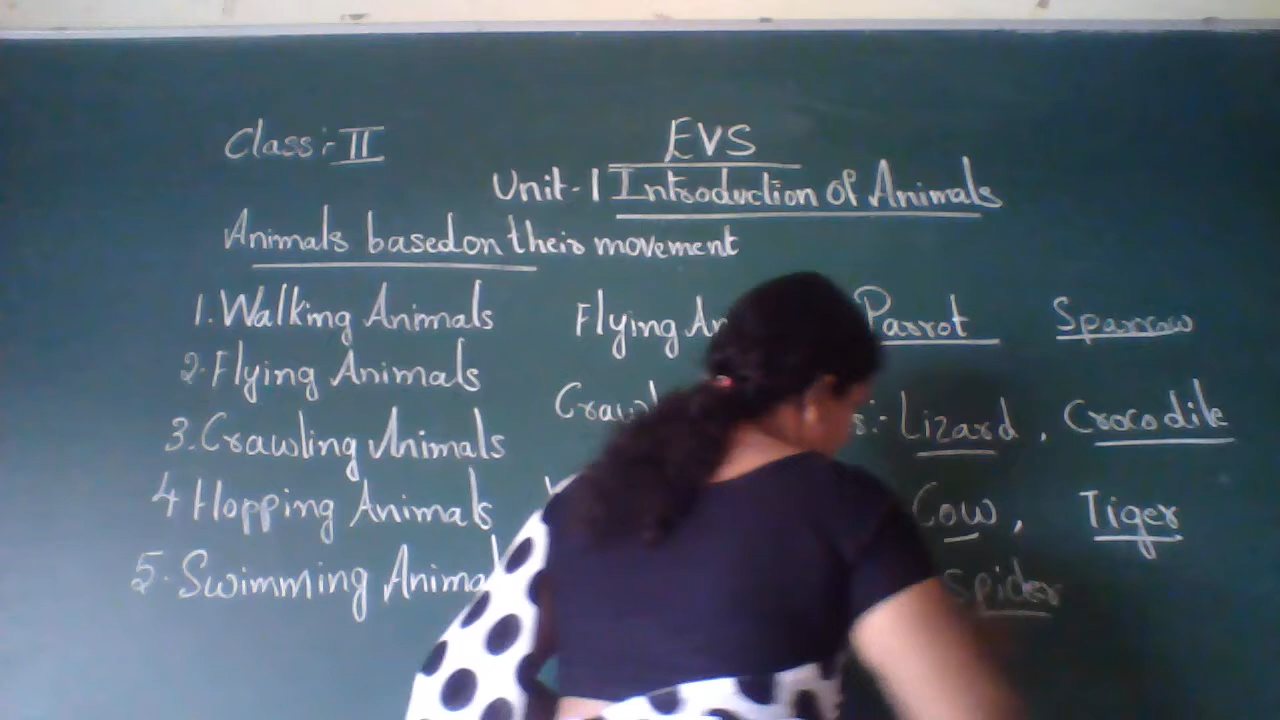 Class:- II
EVS
Unit-1 Introduction Of Animals
Animals based on their movement
1. Walking Animals
2. Flying Animals
3. Crawling Animals
4 Hopping Animals
5. Swimming
Flying Parrot Sparrow
Lizard, Crocodile
Cow, Tiger
Spider